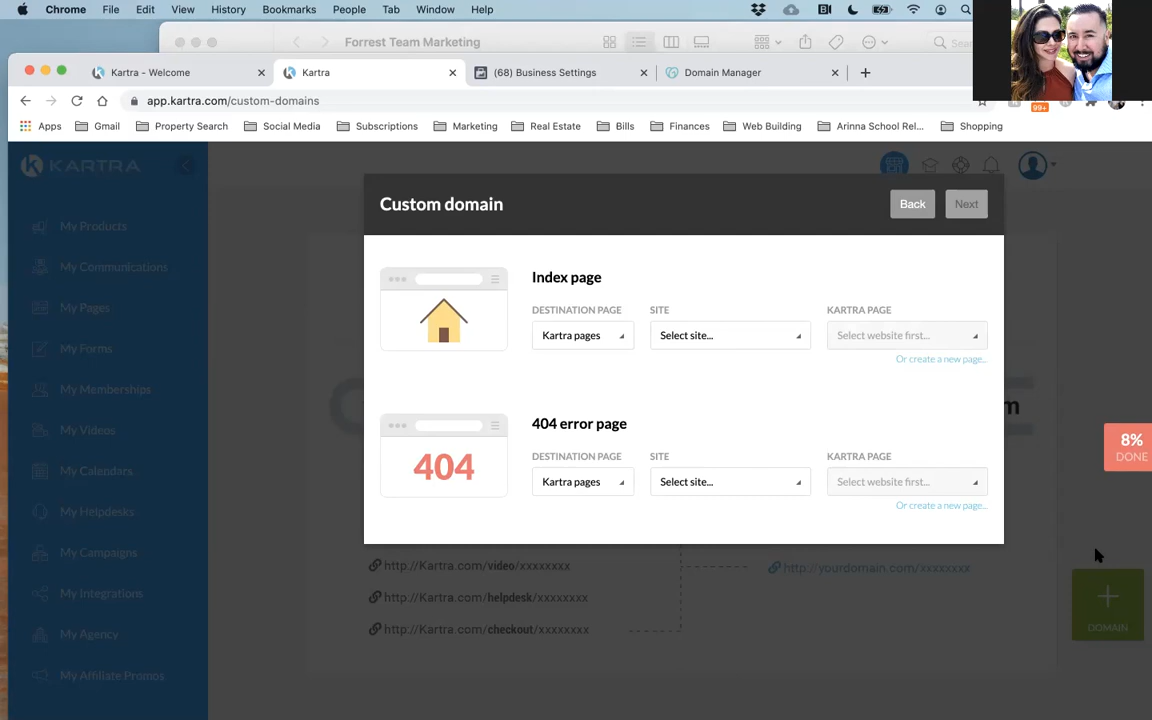 Chrome File Edit View History Bookmarks People Tab Window Help
Forrest Team Marketing
Kartra - Welcome
Kartra
(68) Business Settings
Domain Manager
app.kartra.com/custom-domains
99+
Apps Gmail Property Search Social Media Subscriptions Marketing Real Estate Bills Finances Web Building Arinna School Rel... Shopping
KARTRA
Custom domain
Back
Next
My Products
My Communications
My Pages
My Forms
My Memberships
My Videos
My Calendars
My Helpdesks
My Campaigns
My Integrations
My Agency
My Affiliate Promos
Index page
DESTINATION PAGE SITE KARTRA PAGE
Kartra pages Select site... Select website first...
Or create a new page...
404 error page
404
DESTINATION PAGE SITE KARTRA PAGE
Kartra pages Select site... Select website first...
Or create a new page...
8%
DONE
http://Kartra.com/video/xxxxxxxx
http://yourdomain.com/xxxxxxxx
http://Kartra.com/helpdesk/xxxxxxxx
http://Kartra.com/checkout/xxxxxxxx
DOMAIN